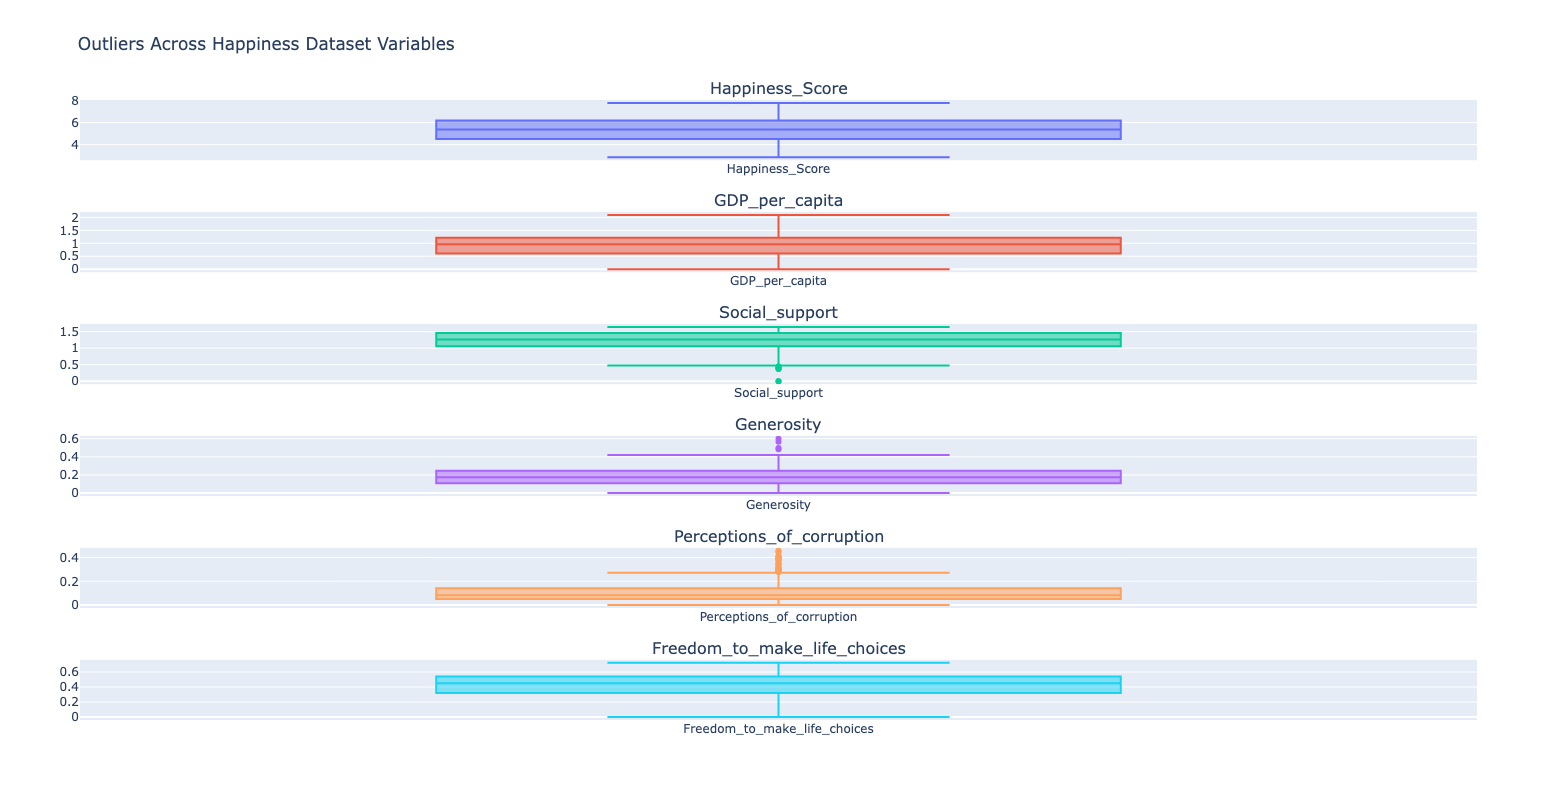 Outliers Across Happiness Dataset Variables
Happiness_Score
8
6
4
Happiness_Score
GDP_per_capita
2
1.5
1
0.5
0
GDP_per_capita
Social_support
1.5
1
0.5
0
Social_support
Generosity
0.6
0.4
0.2
0
Generosity
Perceptions_of_corruption
0.4
0.2
0
Perceptions_of_corruption
Freedom_to_make_life_choices
0.6
0.4
0.2
0
Freedom_to_make_life_choices